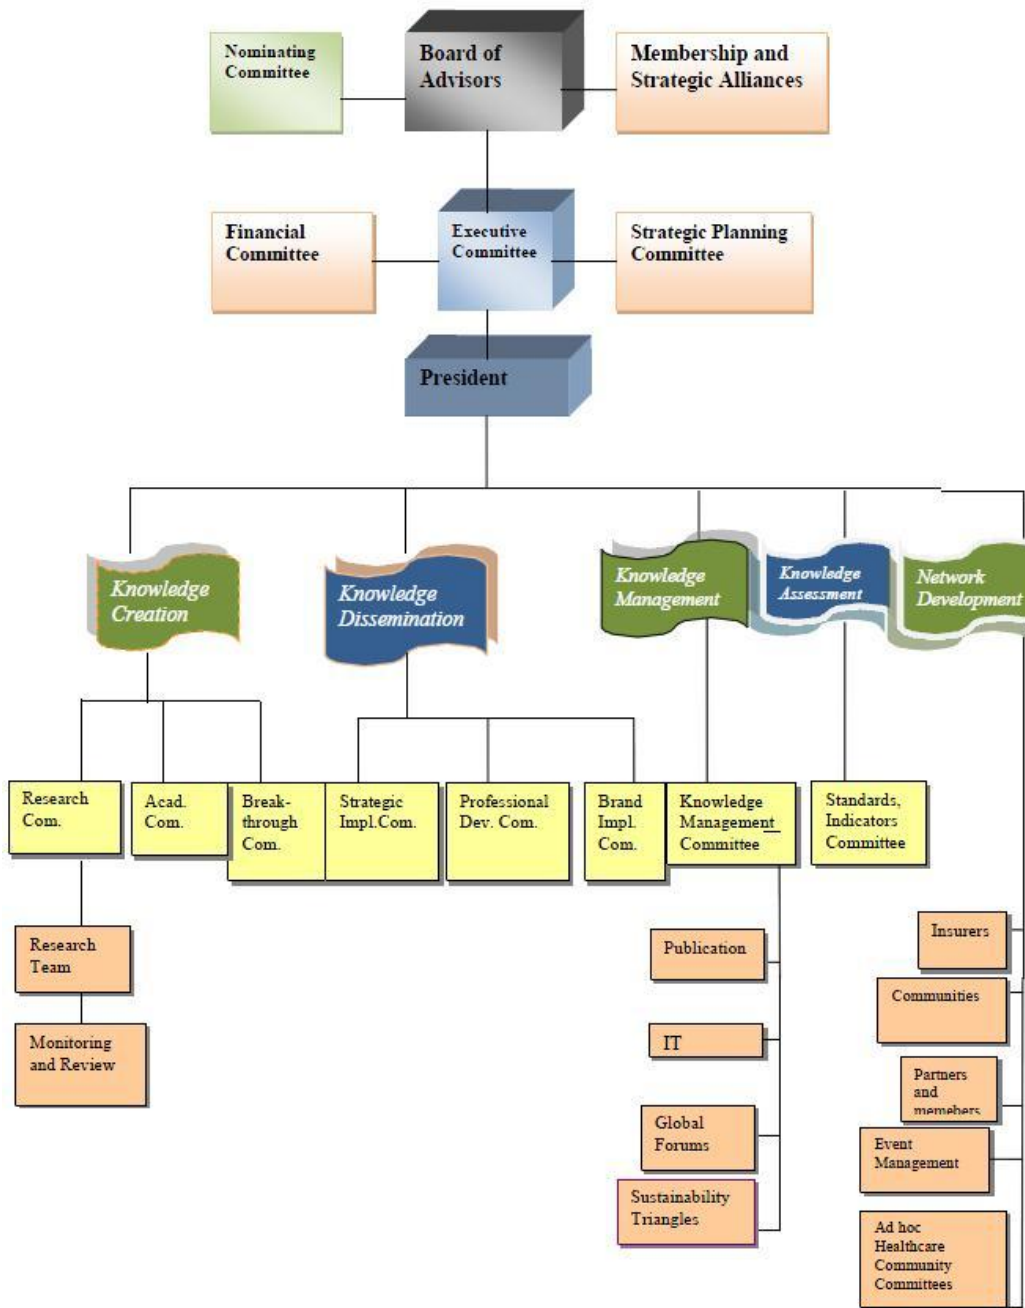 Nominating
Committee
Board of
Advisors
Membership and
Strategic Alliances
Financial
Committee
Executive
Committee
Strategic Planning
Committee
President
Knowledge
Creation
Knowledge
Dissemination
Knowledge
Management
Knowledge
Assessment
Network
Development
Research
Com.
Acad.
Com.
Break-
through
Com.
Strategic
Impl.Com.
Professional
Dev. Com.
Brand
Impl.
Com.
Knowledge
Management
Committee
Standards,
Indicators
Committee
Research
Team
Monitoring
and Review
Publication
IT
Global
Forums
Sustainability
Triangles
Insurers
Communities
Partners
and
memebers
Event
Management
Ad hoc
Healthcare
Community
Committees